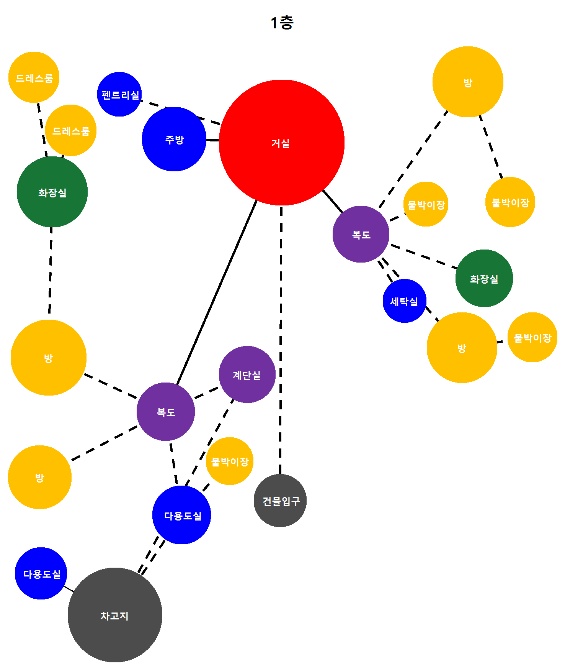 1층
드레스룸
펜트리실
방
드레스룸
주방
거실
화장실
붙박이장
붙박이장
복도
화장실
세탁실
방
붙박이장
방
계단실
복도
붙박이장
방
건물입구
다용도실
다용도실
차고지